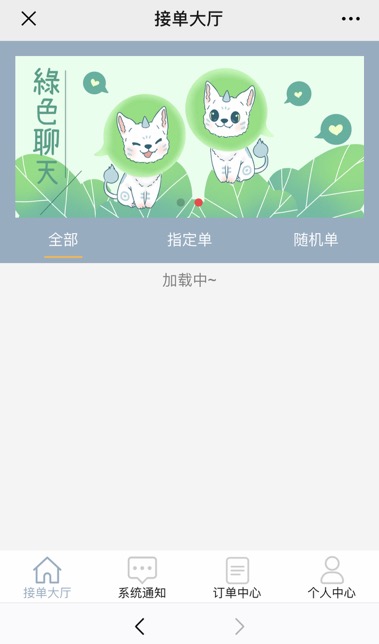 接单大厅
綠色聊天
全部
指定单
随机单
加载中~
接单大厅
系统通知
订单中心
个人中心